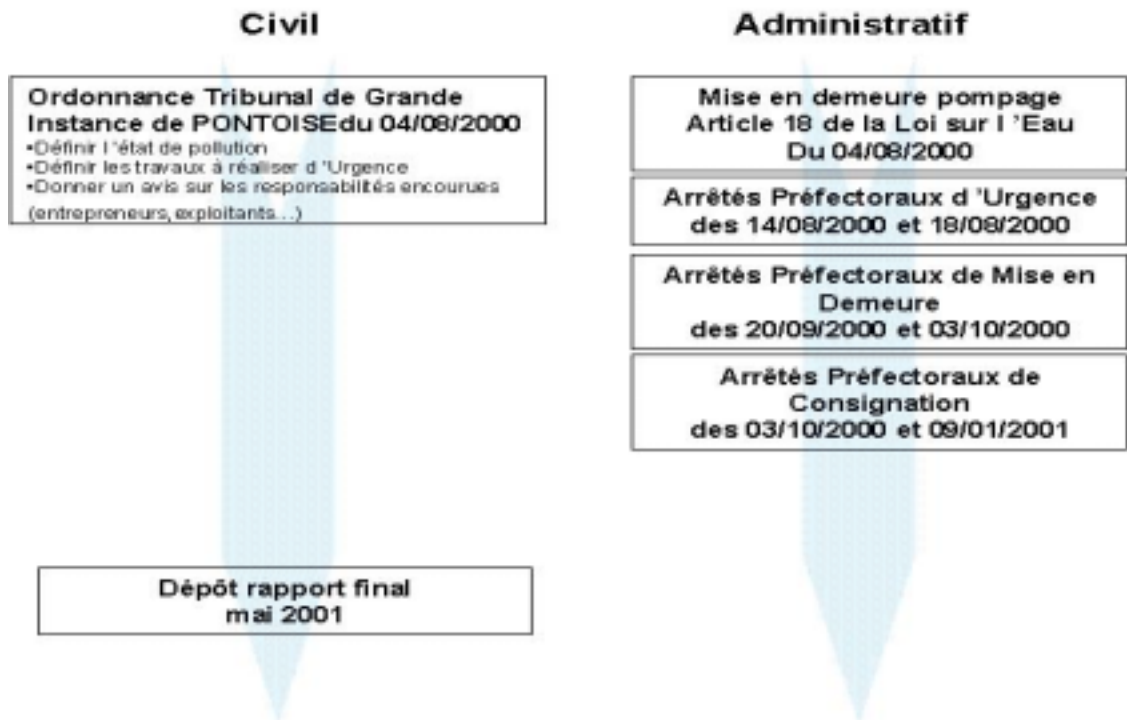 Civil
Ordonnance Tribunal de Grande
Instance de PONTOISEdu 04/08/2000
•Définir l ’état de pollution
•Définir les travaux à réaliser d ’Urgence
•Donner un avis sur les responsabilités encourues
(entrepreneurs, exploitants...)
Dépôt rapport final
mai 2001
Administratif
Mise en demeure pompage
Article 18 de la Loi sur l ’Eau
Du 04/08/2000
Arrêtés Préfectoraux d ’Urgence
des 14/08/2000 et 18/08/2000
Arrêtés Préfectoraux de Mise en
Demeure
des 20/09/2000 et 03/10/2000
Arrêtés Préfectoraux de
Consignation
des 03/10/2000 et 09/01/2001